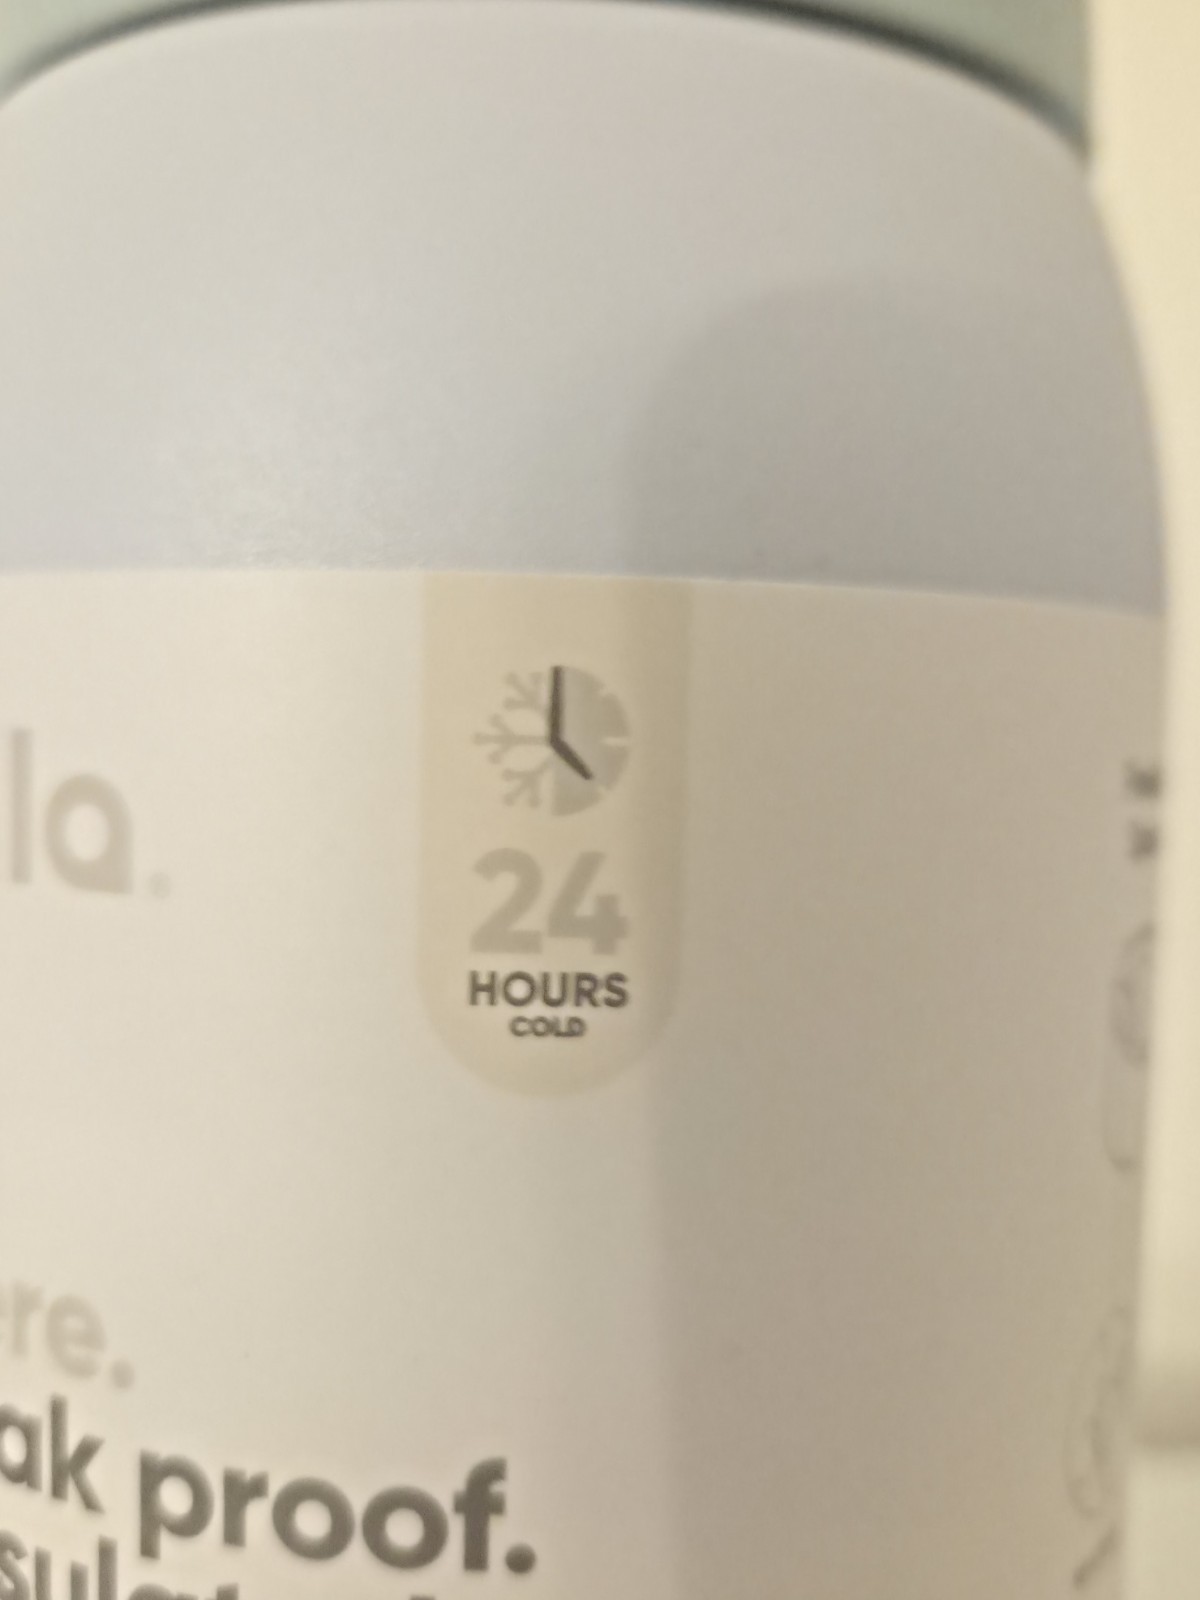 la.
24
HOURS
COLD
ere.
ak proof.